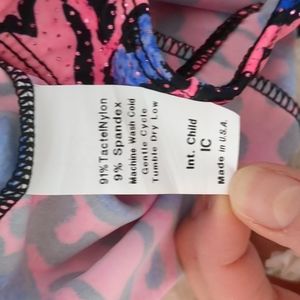 91% TactelNylon
9% Spandex
Machine Wash Cold
Gentle Cycle
Tumble Dry Low
Int. Child
IC
Made in U.S.A.